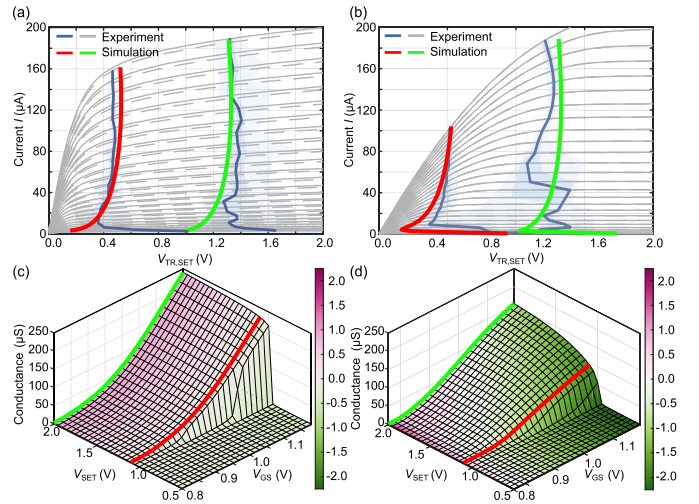 (a)
200
160
120
80
40
0
Current I (µA)
Experiment
Simulation
0.0 0.4 0.8 1.2 1.6 2.0
VTR,SET (V)
(b)
200
160
120
80
40
0
Current I (µA)
Experiment
Simulation
0.0 0.4 0.8 1.2 1.6 2.0
VTR,SET (V)
(c)
250
200
150
100
50
0
Conductance (µS)
2.0 1.5 1.0 0.5
VSET (V)
0.8 0.9 1.0 1.1
VGS (V)
2.0
1.5
1.0
0.5
0.0
-0.5
-1.0
-1.5
-2.0
(d)
250
200
150
100
50
0
Conductance (µS)
2.0 1.5 1.0 0.5
VSET (V)
0.8 0.9 1.0 1.1
VGS (V)
2.0
1.5
1.0
0.5
0.0
-0.5
-1.0
-1.5
-2.0